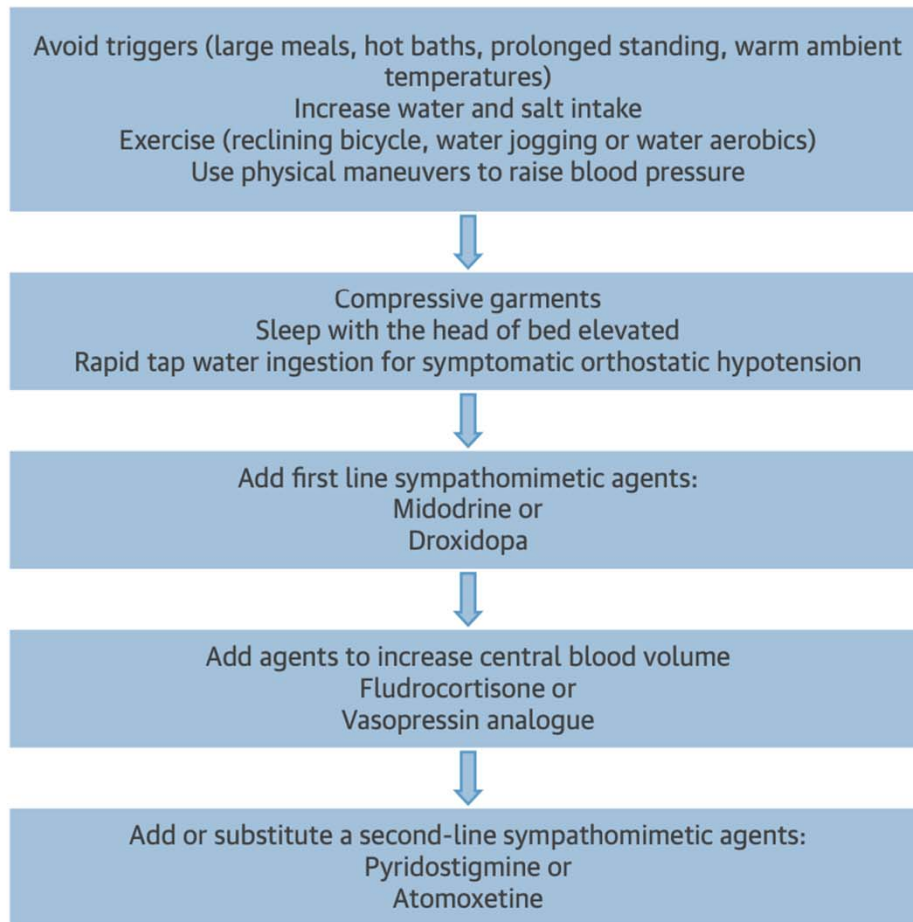 Avoid triggers (large meals, hot baths, prolonged standing, warm ambient
temperatures)
Increase water and salt intake
Exercise (reclining bicycle, water jogging or water aerobics)
Use physical maneuvers to raise blood pressure
Compressive garments
Sleep with the head of bed elevated
Rapid tap water ingestion for symptomatic orthostatic hypotension
Add first line sympathomimetic agents:
Midodrine or
Droxidopa
Add agents to increase central blood volume
Fludrocortisone or
Vasopressin analogue
Add or substitute a second-line sympathomimetic agents:
Pyridostigmine or
Atomoxetine